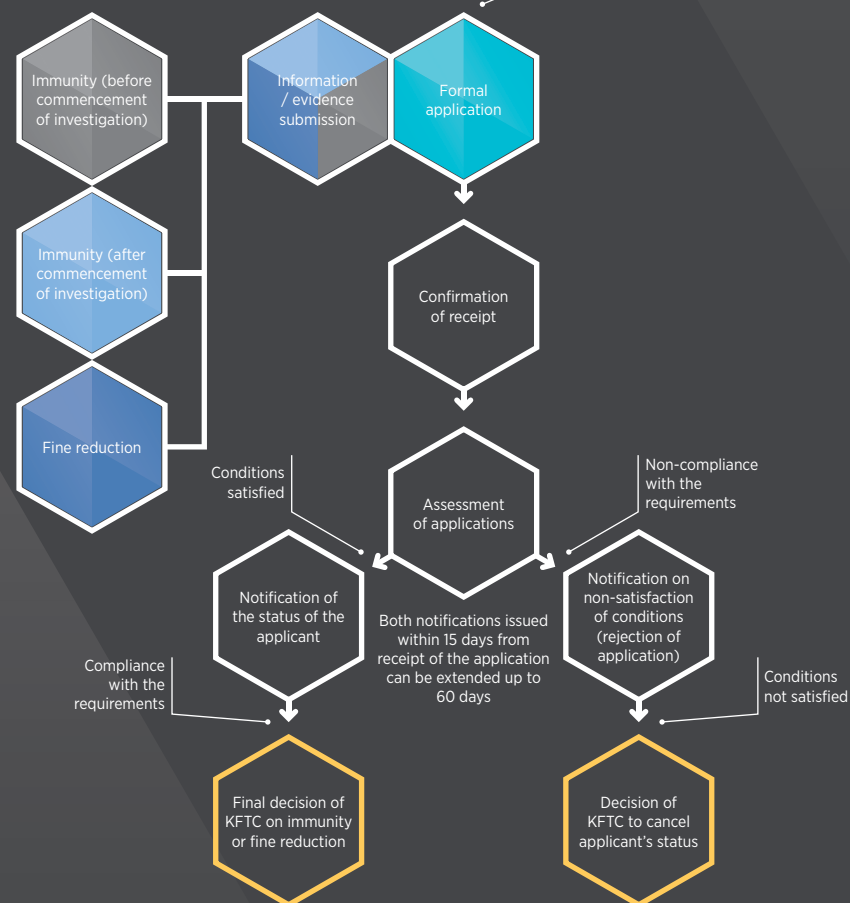 Immunity (before
commencement
of investigation)
Information
/ evidence
submission
Formal
application
Immunity (after
commencement
of investigation)
Confirmation
of receipt
Fine reduction
Conditions
satisfied
Assessment
of applications
Non-compliance
with the
requirements
Notification of
the status of the
applicant
Both notifications issued
within 15 days from
receipt of the application
can be extended up to
60 days
Notification on
non-satisfaction
of conditions
(rejection of
application)
Compliance
with the
requirements
Conditions
not satisfied
Final decision of
KFTC on immunity
or fine reduction
Decision of
KFTC to cancel
applicant's status